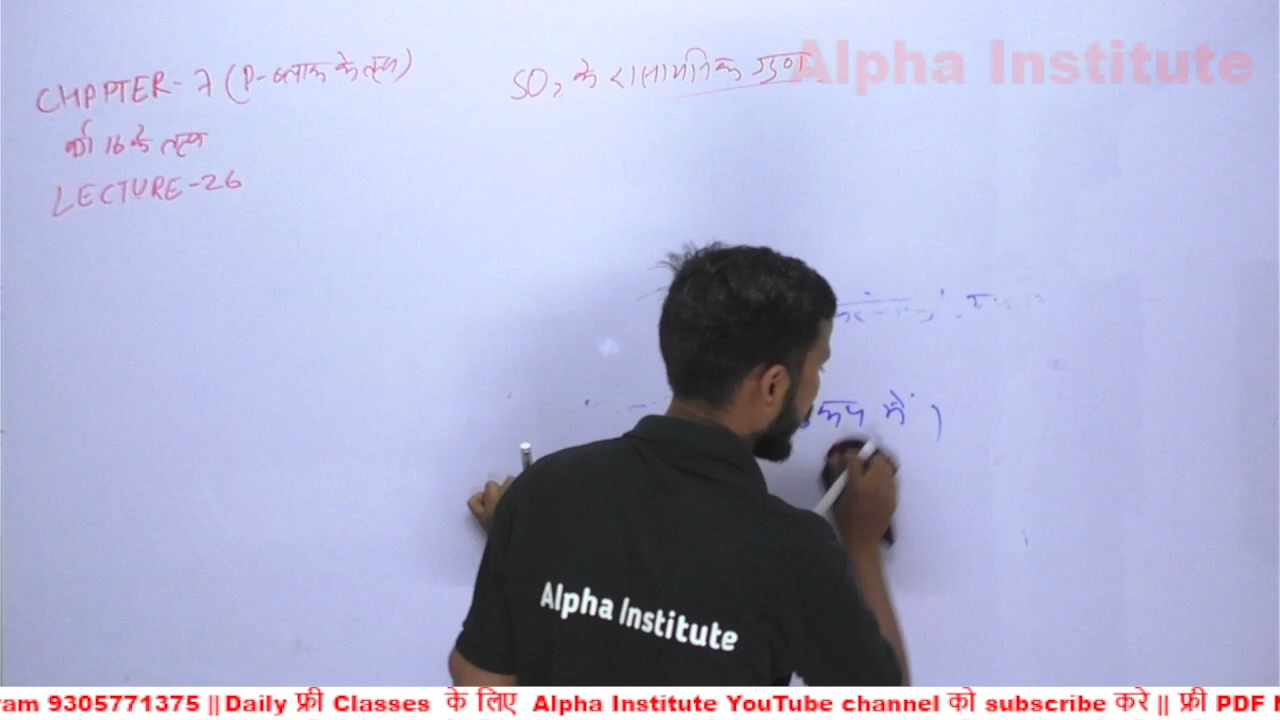 CHAPTER-7 (P-ब्लाक के तत्व)
वर्ग 16 के तत्व
LECTURE-26
SO₂ के रासायनिक गुण
Alpha Institute
में ।
Alpha Institute
ram 9305771375 || Daily फ्री Classes के लिए Alpha Institute YouTube channel को subscribe करे || फ्री PDF